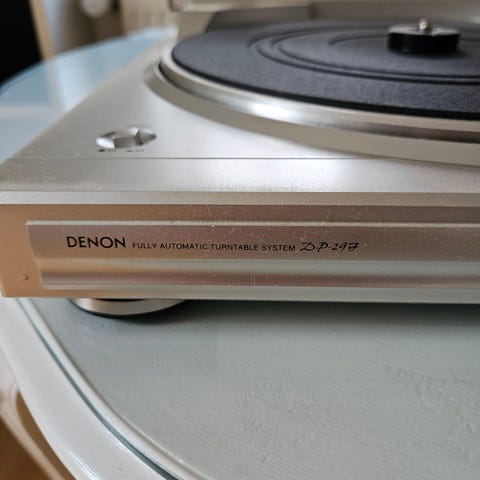 DENON FULLY AUTOMATIC TURNTABLE SYSTEM DP-29F